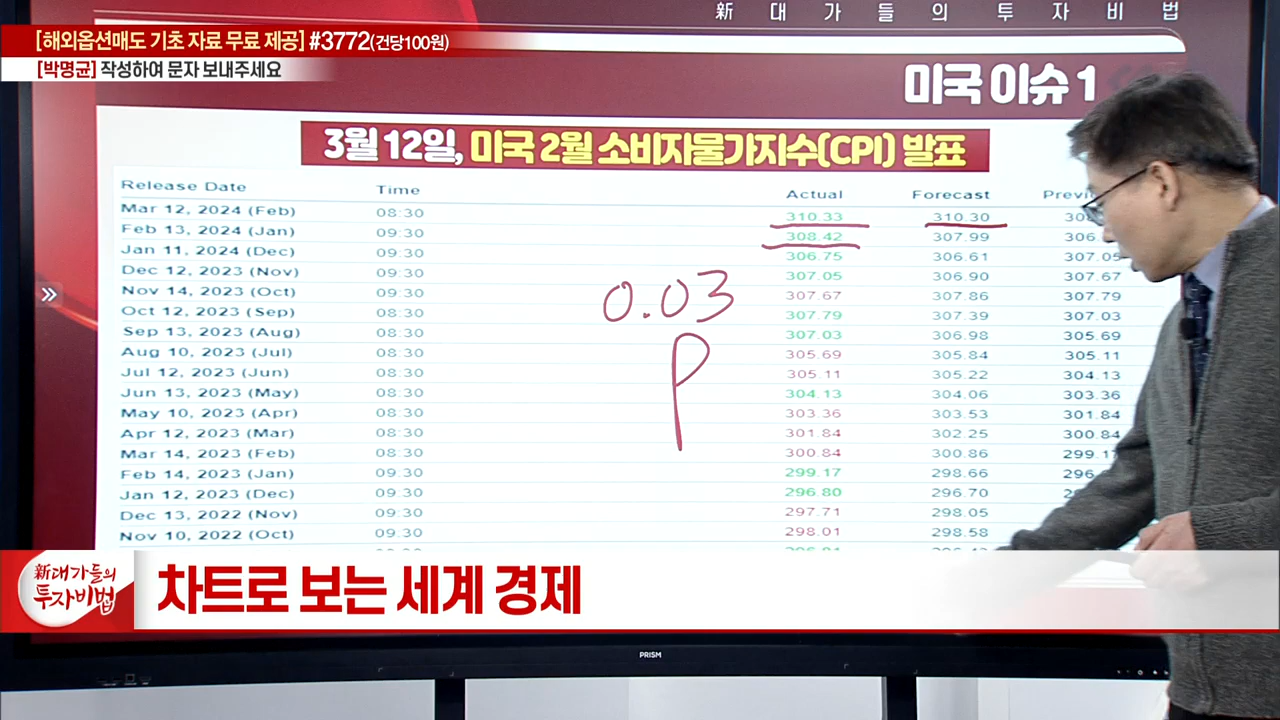 新 대 가 들 의 투 자 비 법
[해외옵션매도 기초 자료 무료 제공] #3772(건당100원)
[박명균] 작성하여 문자 보내주세요
미국 이슈 1
3월 12일, 미국 2월 소비자물가지수(CPI) 발표
Release Date Time Actual Forecast
Mar 12, 2024 (Feb) 08:30 310.33 310.30
Feb 13, 2024 (Jan) 09:30 308.42 307.99
Jan 11, 2024 (Dec) 09:30 306.75 306.61 307.05
Dec 12, 2023 (Nov) 09:30 307.05 306.90 307.67
Nov 14, 2023 (Oct) 09:30 307.67 307.86 307.79
Oct 12, 2023 (Sep) 08:30 307.79 307.39 307.03
Sep 13, 2023 (Aug) 08:30 307.03 306.98 305.69
Aug 10, 2023 (Jul) 08:30 305.69 305.84 305.11
Jul 12, 2023 (Jun) 08:30 305.11 305.22 304.13
Jun 13, 2023 (May) 08:30 304.13 304.06 303.36
May 10, 2023 (Apr) 08:30 303.36 303.53 301.84
Apr 12, 2023 (Mar) 08:30 301.84 302.25 300.84
Mar 14, 2023 (Feb) 08:30 300.84 300.86 299.17
Feb 14, 2023 (Jan) 09:30 299.17 298.66
Jan 12, 2023 (Dec) 09:30 296.80 296.70
Dec 13, 2022 (Nov) 09:30 297.71 298.05
Nov 10, 2022 (Oct) 09:30 298.01 298.58
0.03
P
新대가들의
투자비법
차트로 보는 세계 경제
PRISM